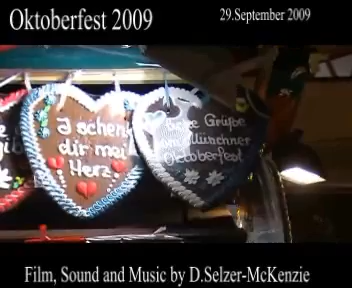 Oktoberfest 2009
29.September 2009
I schenk
dir mei
Herz
Liebe Grüße
vom Münchner
Oktoberfest
Film, Sound and Music by D.Selzer-McKenzie